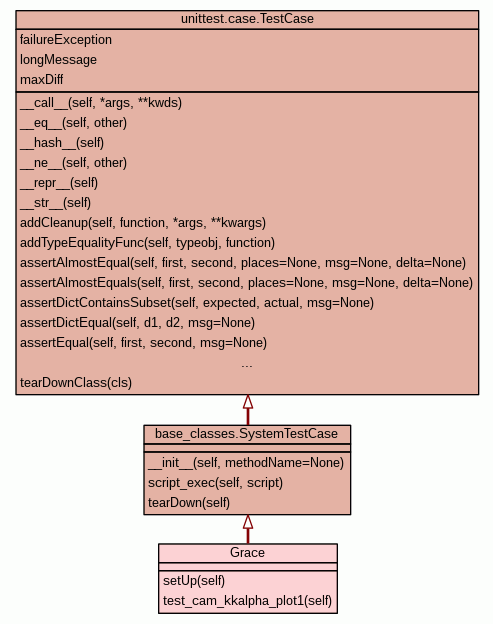 unittest.case.TestCase
failureException
longMessage
maxDiff
__call__(self, *args, **kwds)
__eq__(self, other)
__hash__(self)
__ne__(self, other)
__repr__(self)
__str__(self)
addCleanup(self, function, *args, **kwargs)
addTypeEqualityFunc(self, typeobj, function)
assertAlmostEqual(self, first, second, places=None, msg=None, delta=None)
assertAlmostEquals(self, first, second, places=None, msg=None, delta=None)
assertDictContainsSubset(self, expected, actual, msg=None)
assertDictEqual(self, d1, d2, msg=None)
assertEqual(self, first, second, msg=None)
...
tearDownClass(cls)
base_classes.SystemTestCase
__init__(self, methodName=None)
script_exec(self, script)
tearDown(self)
Grace
setUp(self)
test_cam_kkalpha_plot1(self)